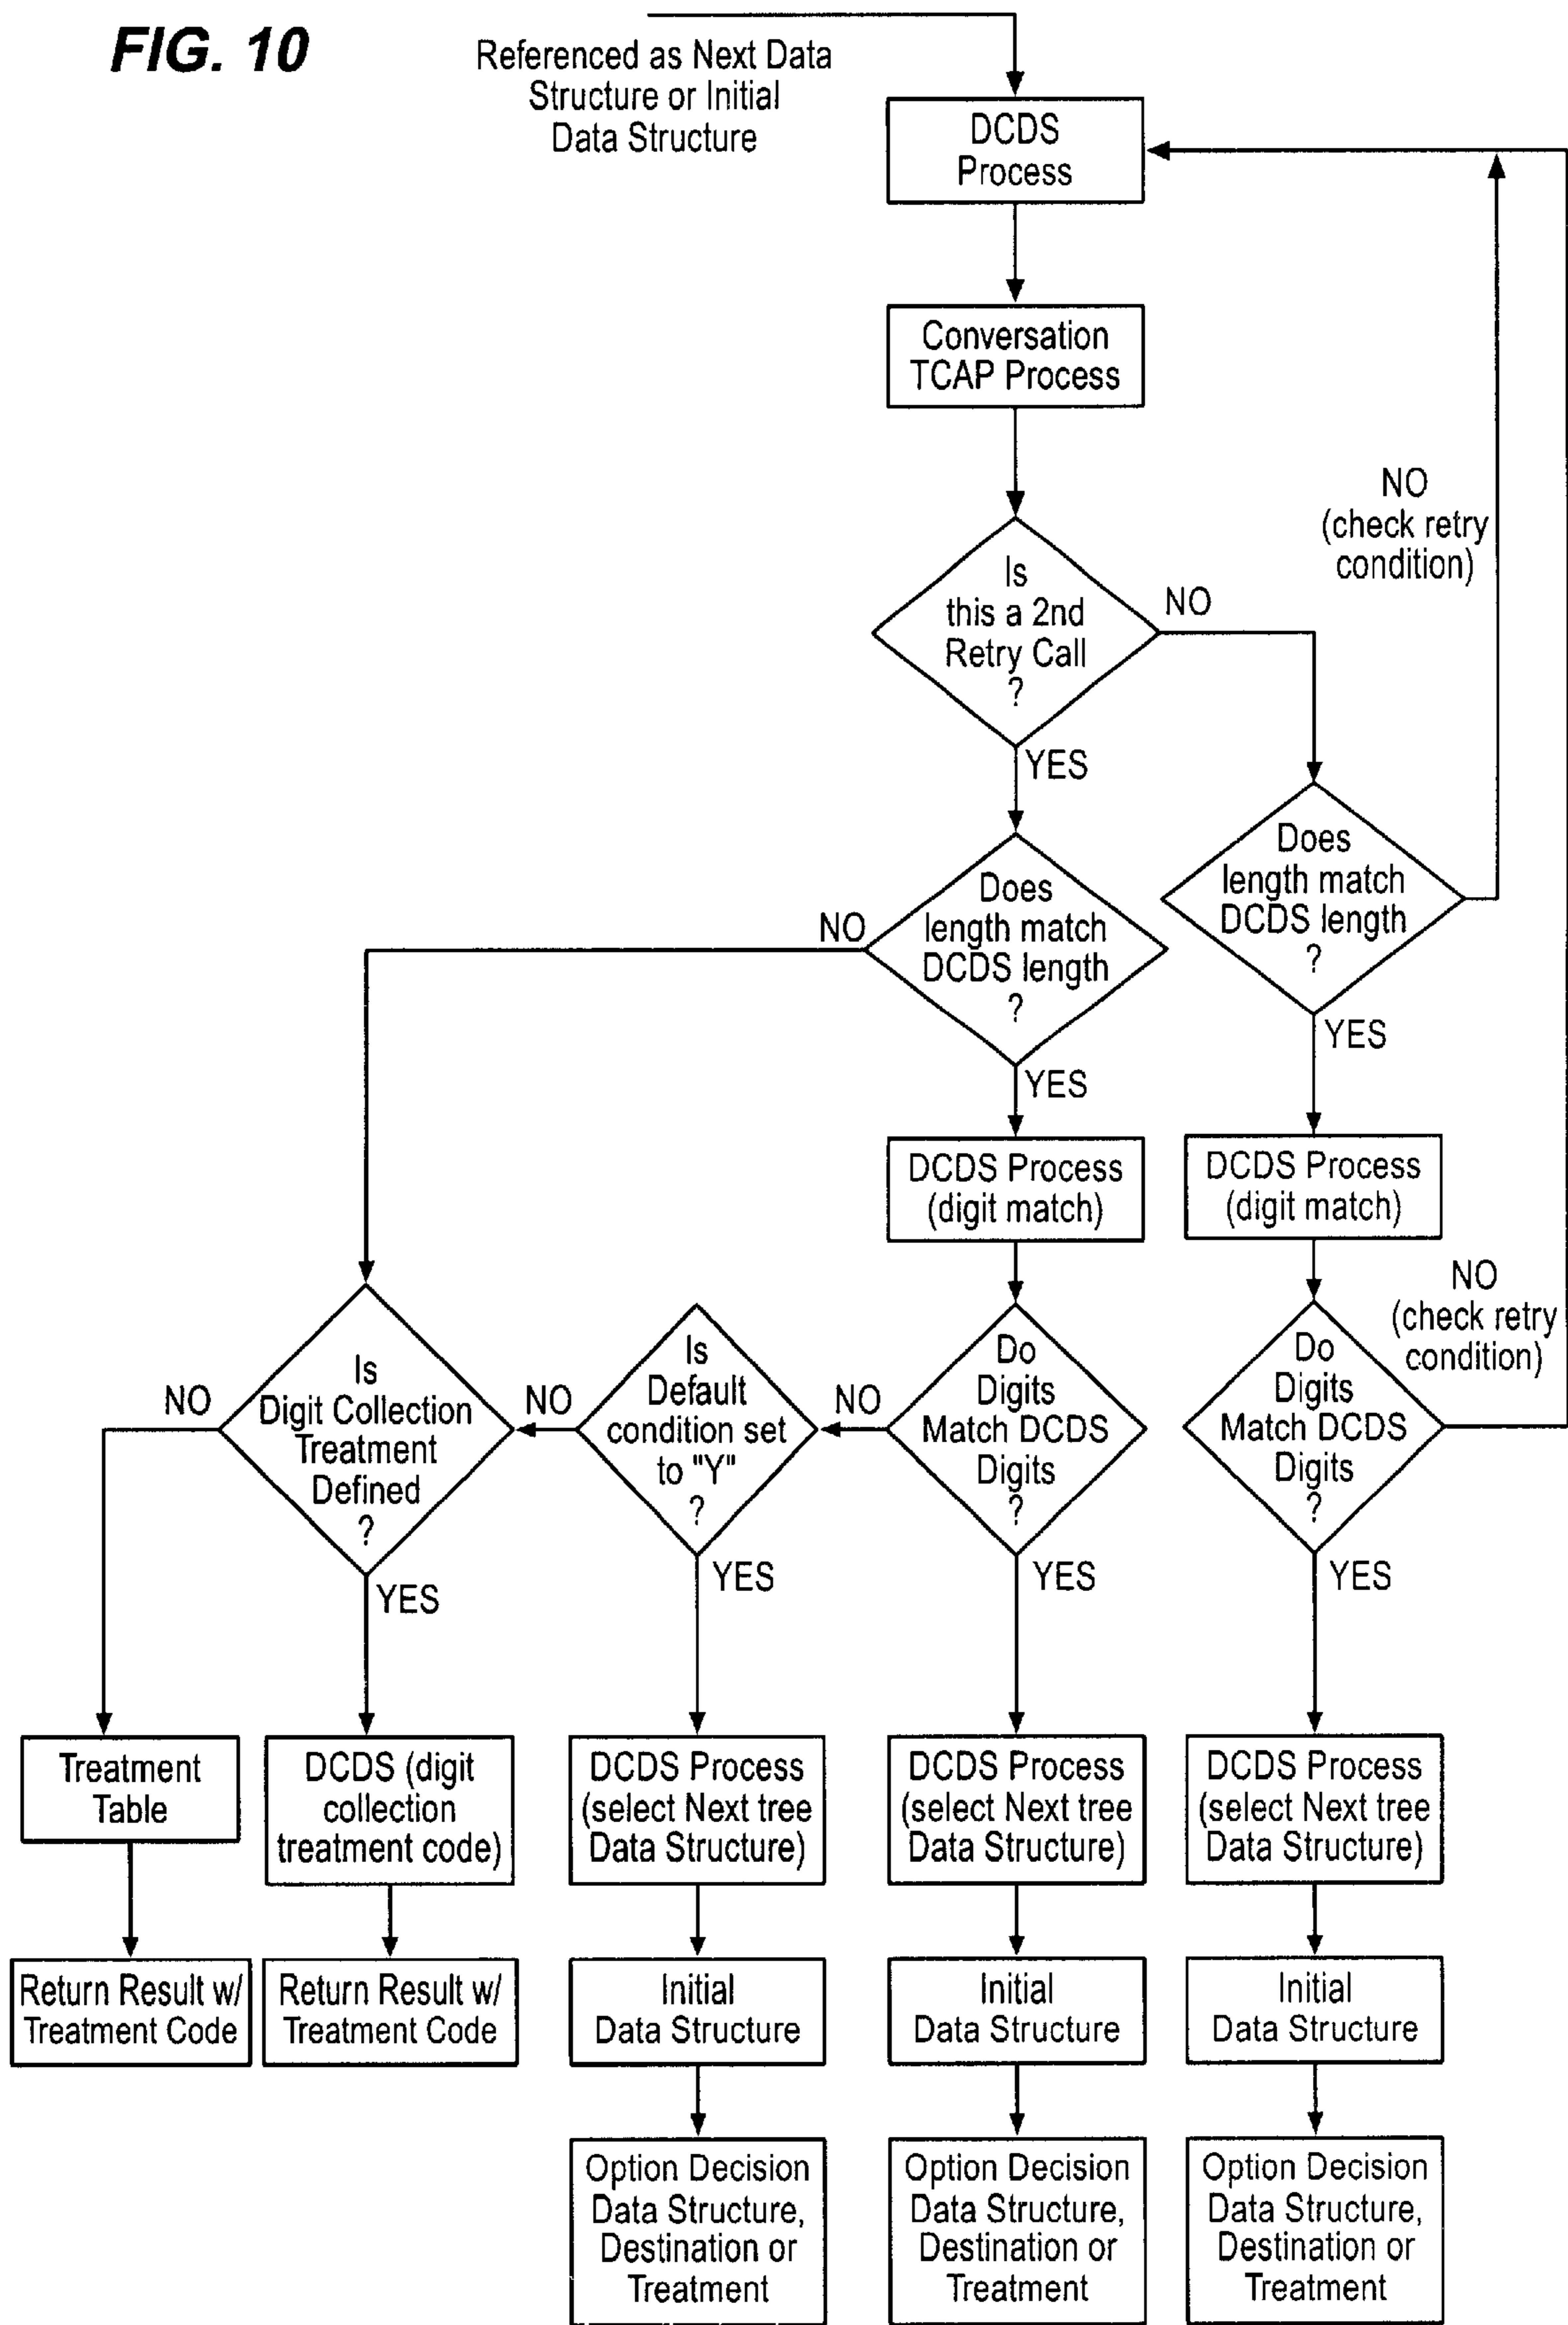 FIG. 10
Referenced as Next Data
Structure or Initial
Data Structure
DCDS
Process
Conversation
TCAP Process
Is
this a 2nd
Retry Call
?
NO
YES
NO
(check retry
condition)
Does
length match
DCDS length
?
NO
YES
Does
length match
DCDS length
?
YES
DCDS Process
(digit match)
DCDS Process
(digit match)
NO
(check retry
condition)
Is
Digit Collection
Treatment
Defined
?
NO
YES
Is
Default
condition set
to "Y"
?
NO
YES
Do
Digits
Match DCDS
Digits
?
NO
YES
Do
Digits
Match DCDS
Digits
?
YES
Treatment
Table
DCDS (digit
collection
treatment code)
DCDS Process
(select Next tree
Data Structure)
DCDS Process
(select Next tree
Data Structure)
DCDS Process
(select Next tree
Data Structure)
Return Result w/
Treatment Code
Return Result w/
Treatment Code
Initial
Data Structure
Initial
Data Structure
Initial
Data Structure
Option Decision
Data Structure,
Destination or
Treatment
Option Decision
Data Structure,
Destination or
Treatment
Option Decision
Data Structure,
Destination or
Treatment